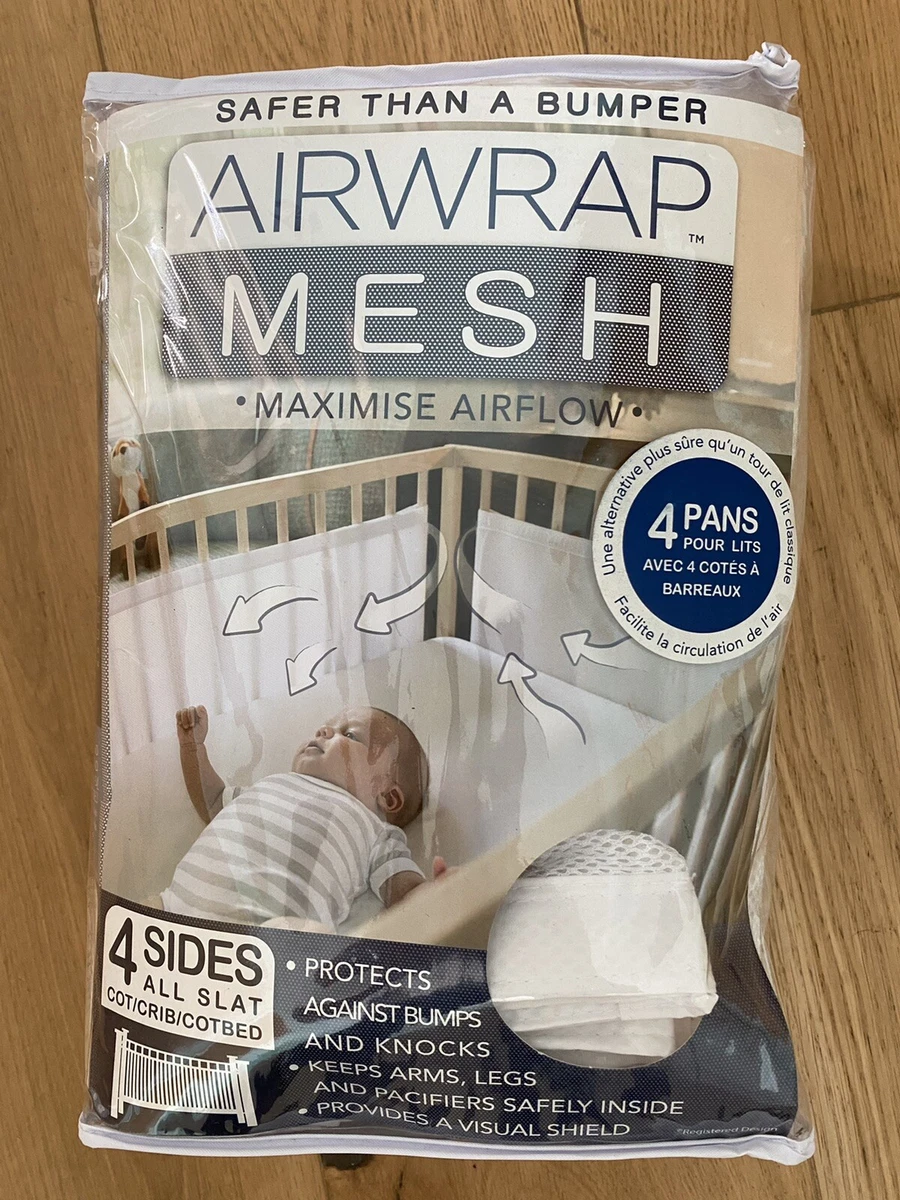 SAFER THAN A BUMPER
AIRWRAP
™
MESH
•MAXIMISE AIRFLOW•
Une alternative plus sûre qu'un tour de lit classique
4 PANS
POUR LITS
AVEC 4 COTÉS À
BARREAUX
Facilite la circulation de l'air
4 SIDES
ALL SLAT
COT/CRIB/COTBED
• PROTECTS
AGAINST BUMPS
AND KNOCKS
• KEEPS ARMS, LEGS
AND PACIFIERS SAFELY INSIDE
• PROVIDES A VISUAL SHIELD
®Registered Design